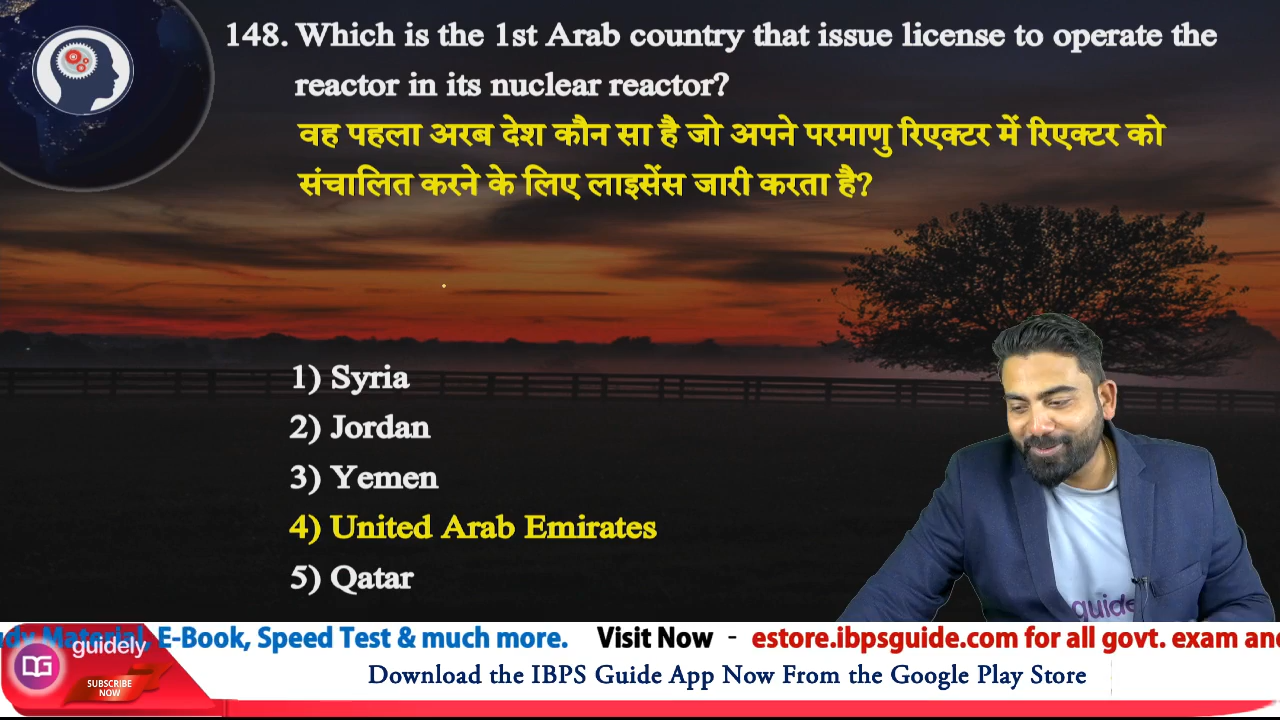 148. Which is the 1st Arab country that issue license to operate the
reactor in its nuclear reactor?
वह पहला अरब देश कौन सा है जो अपने परमाणु रिएक्टर में रिएक्टर को
संचालित करने के लिए लाइसेंस जारी करता है?
1) Syria
2) Jordan
3) Yemen
4) United Arab Emirates
5) Qatar
guide
Material, E-Book, Speed Test & much more. Visit Now - estore.ibpsguide.com for all govt. exam and
guidely
SUBSCRIBE
NOW
Download the IBPS Guide App Now From the Google Play Store